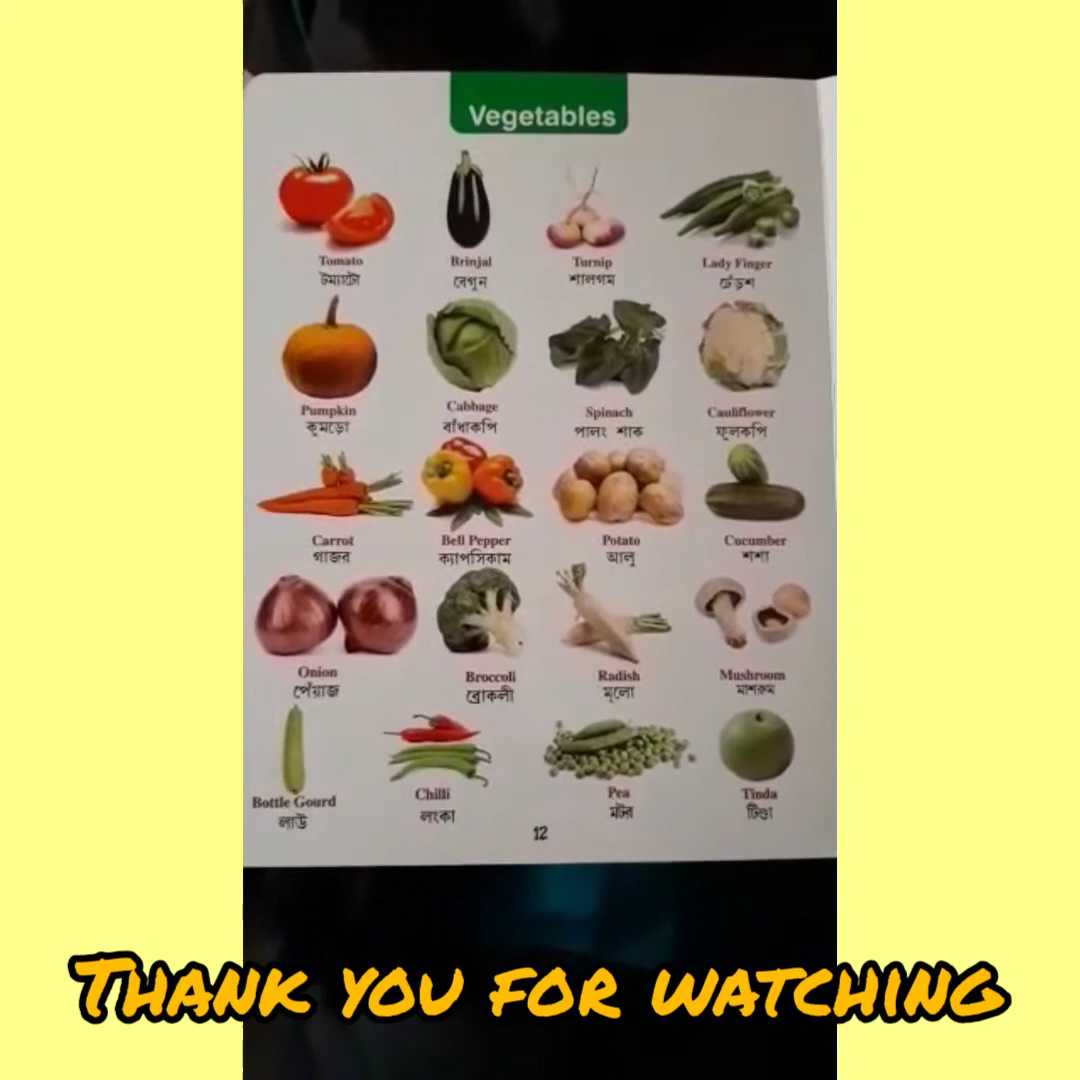 Vegetables
Tomato
টম্যাটো
Brinjal
বেগুন
Turnip
শালগম
Lady Finger
ঢেঁড়শ
Pumpkin
কুমড়ো
Cabbage
বাঁধাকপি
Spinach
পালং শাক
Cauliflower
ফুলকপি
Carrot
গাজর
Bell Pepper
ক্যাপসিকাম
Potato
আলু
Cucumber
শশা
Onion
পেঁয়াজ
Broccoli
ব্রোকলী
Radish
মূলো
Mushroom
মাশরুম
Bottle Gourd
লাউ
Chilli
লংকা
Pea
মটর
Tinda
টিণ্ডা
12
THANK YOU FOR WATCHING